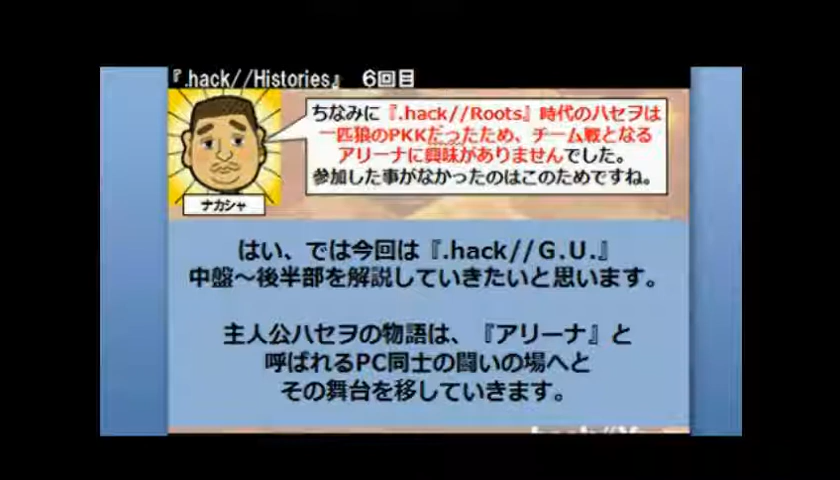 『.hack//Histories』 6回目
ちなみに『.hack//Roots』時代のハセヲは
一匹狼のPKKだったため、チーム戦となる
アリーナに興味がありませんでした。
参加した事がなかったのはこのためですね。
ナカシャ
はい、では今回は『.hack//G.U.』
中盤～後半部を解説していきたいと思います。
主人公ハセヲの物語は、『アリーナ』と
呼ばれるPC同士の闘いの場へと
その舞台を移していきます。